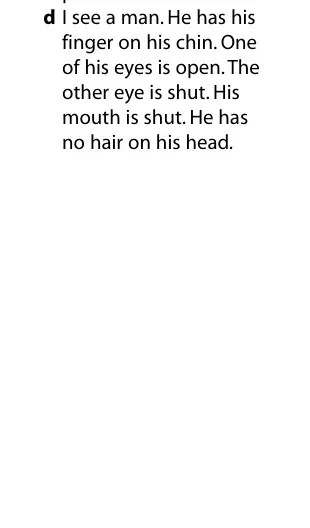 d I see a man. He has his
finger on his chin. One
of his eyes is open. The
other eye is shut. His
mouth is shut. He has
no hair on his head.